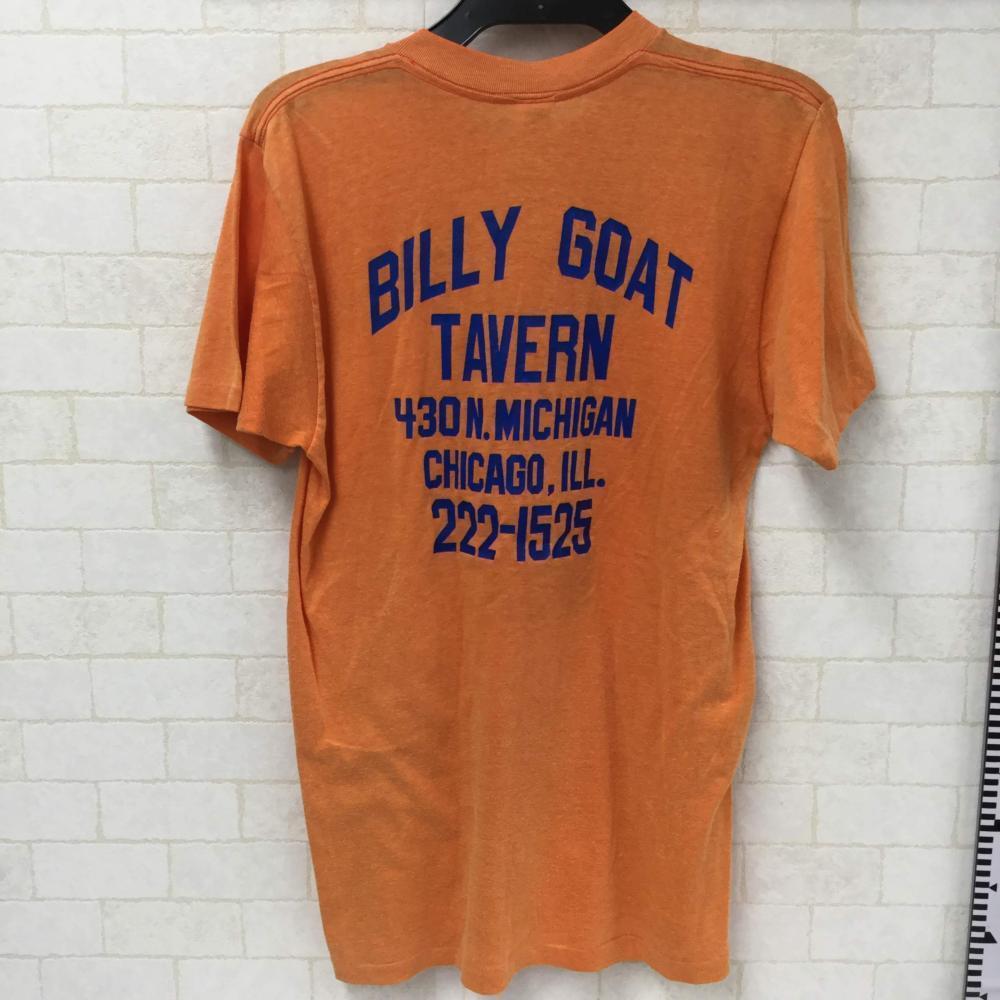 BILLY GOAT
TAVERN
430 N. MICHIGAN
CHICAGO, ILL.
222-1525